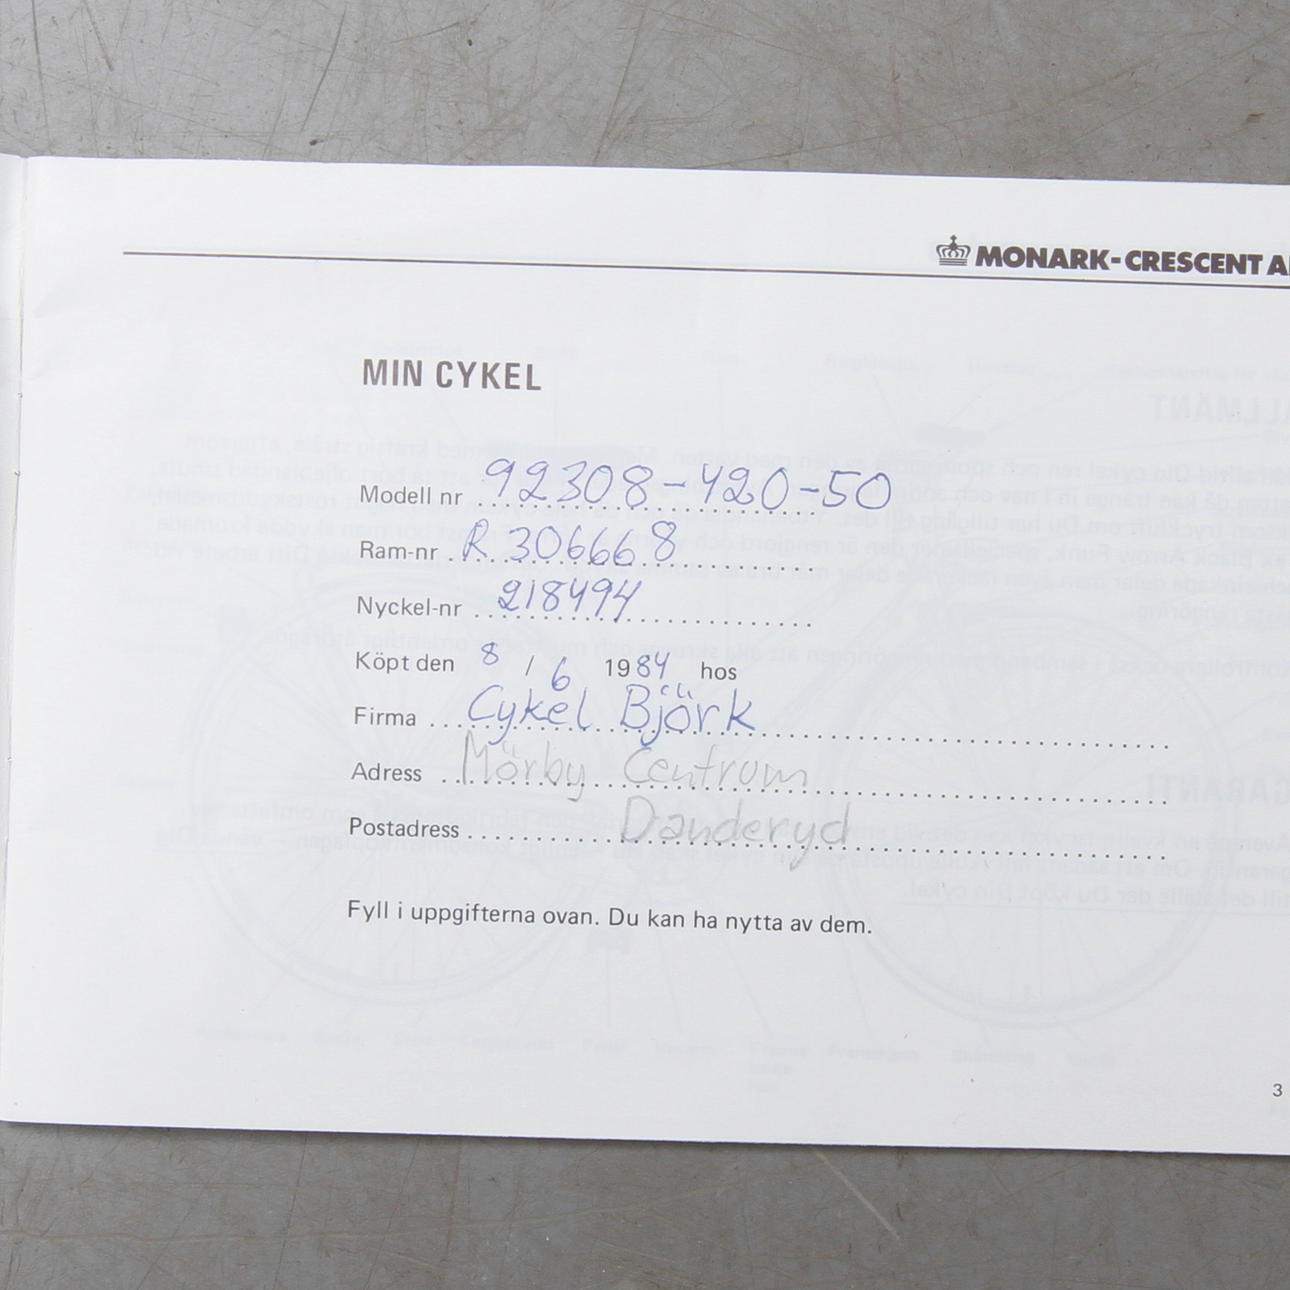 MONARK-CRESCENT A
MIN CYKEL
Modell nr 92308-420-50
Ram-nr R 306668
Nyckel-nr 218494
Köpt den 8 / 6 1984 hos
Firma Cykel Björk
Adress Mörby Centrum
Postadress Danderyd
Fyll i uppgifterna ovan. Du kan ha nytta av dem.
3